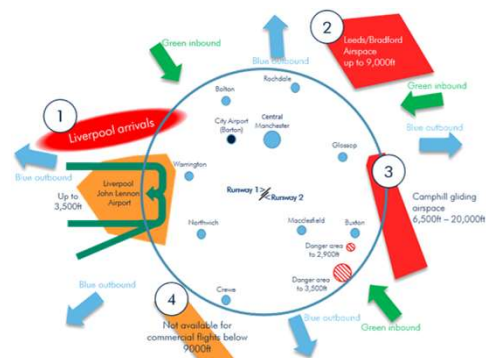 Green inbound
Blue outbound
2
Leeds/Bradford
Airspace
up to 9,000ft
Green inbound
Blue outbound
Rochdale
Bolton
1
Liverpool arrivals
City Airport
(Barton)
Central
Manchester
Glossop
Blue outbound
Warrington
Up to
3,500ft
Liverpool
John Lennon
Airport
Runway 1>
<Runway 2
3
Camphill gliding
airspace
6,500ft – 20,000ft
Northwich
Macclesfield
Buxton
Danger area
to 2,900ft
Danger area
to 3,500ft
Blue outbound
4
Crewe
Not available for
commercial flights below
9000ft
Blue outbound
Green inbound